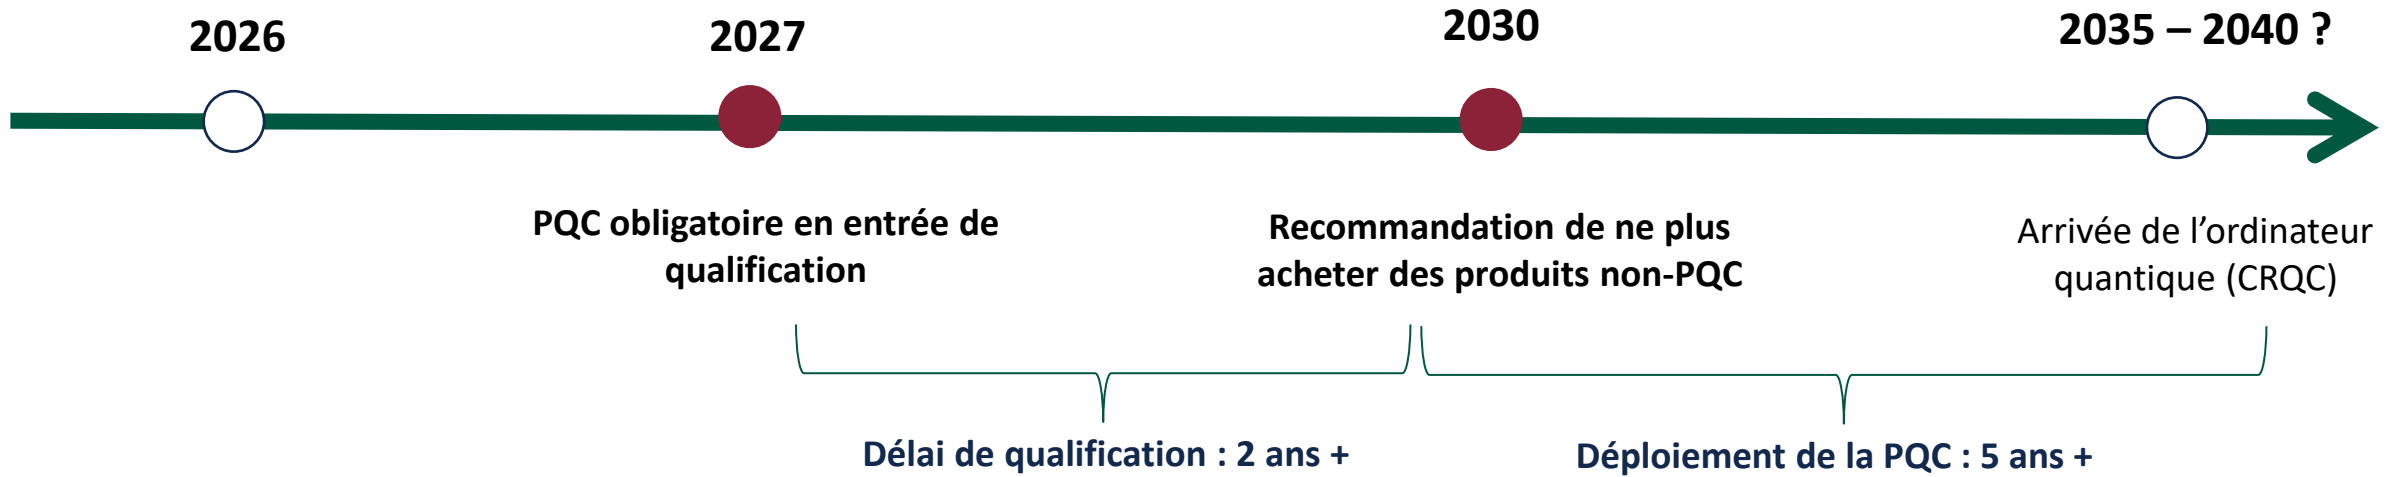 2026
2027
2030
2035 – 2040 ?
PQC obligatoire en entrée de
qualification
Recommandation de ne plus
acheter des produits non-PQC
Arrivée de l’ordinateur
quantique (CRQC)
Délai de qualification : 2 ans +
Déploiement de la PQC : 5 ans +